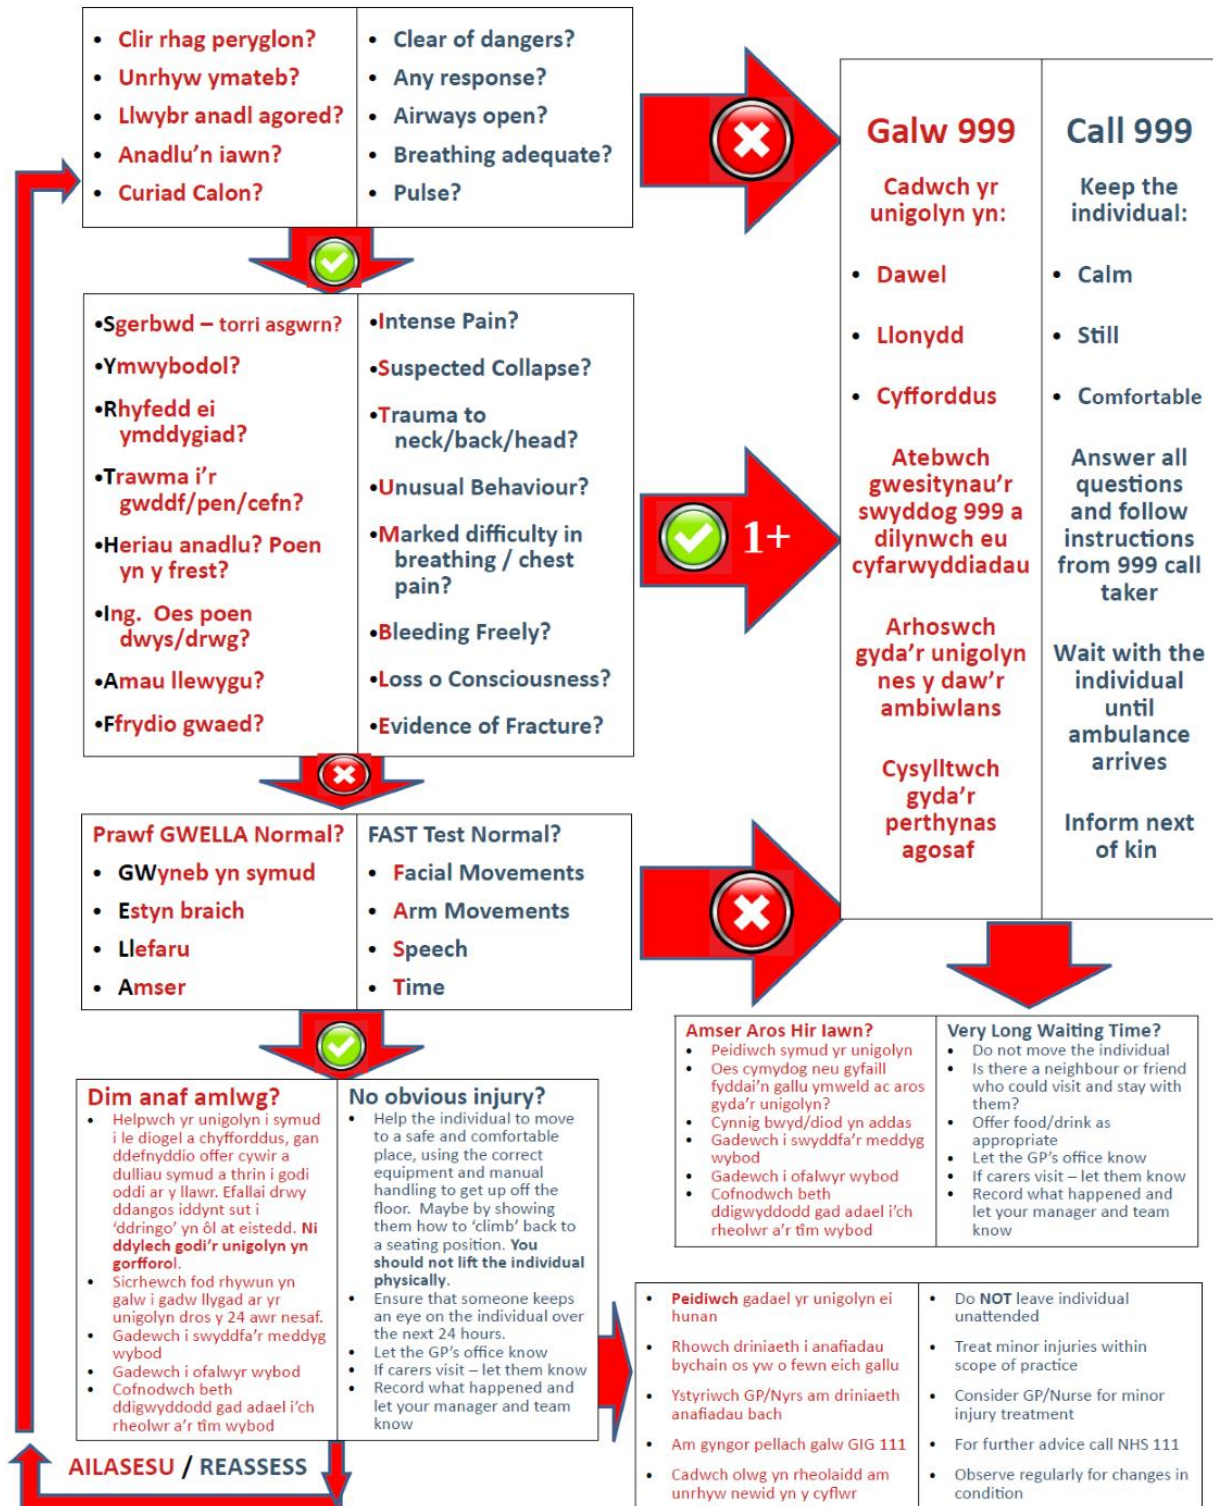 • Clir rhag peryglon?
• Unrhyw ymateb?
• Llwybr anadl agored?
• Anadlu'n iawn?
• Curiad Calon?
• Clear of dangers?
• Any response?
• Airways open?
• Breathing adequate?
• Pulse?
•Sgerbwd – torri asgwrn?
•Ymwybodol?
•Rhyfedd ei
ymddygiad?
•Trawma i'r
gwddf/pen/cefn?
•Heriau anadlu? Poen
yn y frest?
•Ing. Oes poen
dwys/drwg?
•Amau llewygu?
•Ffrydio gwaed?
•Intense Pain?
•Suspected Collapse?
•Trauma to
neck/back/head?
•Unusual Behaviour?
•Marked difficulty in
breathing / chest
pain?
•Bleeding Freely?
•Loss o Consciousness?
•Evidence of Fracture?
1+
Prawf GWELLA Normal?
• GWyneb yn symud
• Estyn braich
• Llefaru
• Amser
FAST Test Normal?
• Facial Movements
• Arm Movements
• Speech
• Time
Galw 999
Cadwch yr
unigolyn yn:
• Dawel
• Llonydd
• Cyfforddus
Atebwch
gwesitynau'r
swyddog 999 a
dilynwch eu
cyfarwyddiadau
Arhoswch
gyda'r unigolyn
nes y daw'r
ambiwlans
Cysylltwch
gyda'r
perthynas
agosaf
Call 999
Keep the
individual:
• Calm
• Still
• Comfortable
Answer all
questions
and follow
instructions
from 999 call
taker
Wait with the
individual
until
ambulance
arrives
Inform next
of kin
Amser Aros Hir Iawn?
• Peidiwch symud yr unigolyn
• Oes cymydog neu gyfaill
fyddai'n gallu ymweld ac aros
gyda'r unigolyn?
• Cynnig bwyd/diod yn addas
• Gadewch i swyddfa'r meddyg
wybod
• Gadewch i ofalwyr wybod
• Cofnodwch beth
ddigwyddodd gad adael i'ch
rheolwr a'r tîm wybod
Very Long Waiting Time?
• Do not move the individual
• Is there a neighbour or friend
who could visit and stay with
them?
• Offer food/drink as
appropriate
• Let the GP's office know
• If carers visit – let them know
• Record what happened and
let your manager and team
know
Dim anaf amlwg?
• Helpwch yr unigolyn i symud
i le diogel a chyfforddus, gan
ddefnyddio offer cywir a
dulliau symud a thrin i godi
oddi ar y llawr. Efallai drwy
ddangos iddynt sut i
'ddringo' yn ôl at eistedd. Ni
ddylech godi'r unigolyn yn
gorfforol.
• Sicrhewch fod rhywun yn
galw i gadw llygad ar yr
unigolyn dros y 24 awr nesaf.
• Gadewch i swyddfa'r meddyg
wybod
• Gadewch i ofalwyr wybod
• Cofnodwch beth
ddigwyddodd gad adael i'ch
rheolwr a'r tîm wybod
No obvious injury?
• Help the individual to move
to a safe and comfortable
place, using the correct
equipment and manual
handling to get up off the
floor. Maybe by showing
them how to 'climb' back to
a seating position. You
should not lift the individual
physically.
• Ensure that someone keeps
an eye on the individual over
the next 24 hours.
• Let the GP's office know
• If carers visit – let them know
• Record what happened and
let your manager and team
know
• Peidiwch gadael yr unigolyn ei
hunan
• Rhowch driniaeth i anafiadau
bychain os yw o fewn eich gallu
• Ystyriwch GP/Nyrs am driniaeth
anafiadau bach
• Am gyngor pellach galw GIG 111
• Cadwch olwg yn rheolaidd am
unrhyw newid yn y cyflwr
• Do NOT leave individual
unattended
• Treat minor injuries within
scope of practice
• Consider GP/Nurse for minor
injury treatment
• For further advice call NHS 111
• Observe regularly for changes in
condition
AILASESU / REASSESS